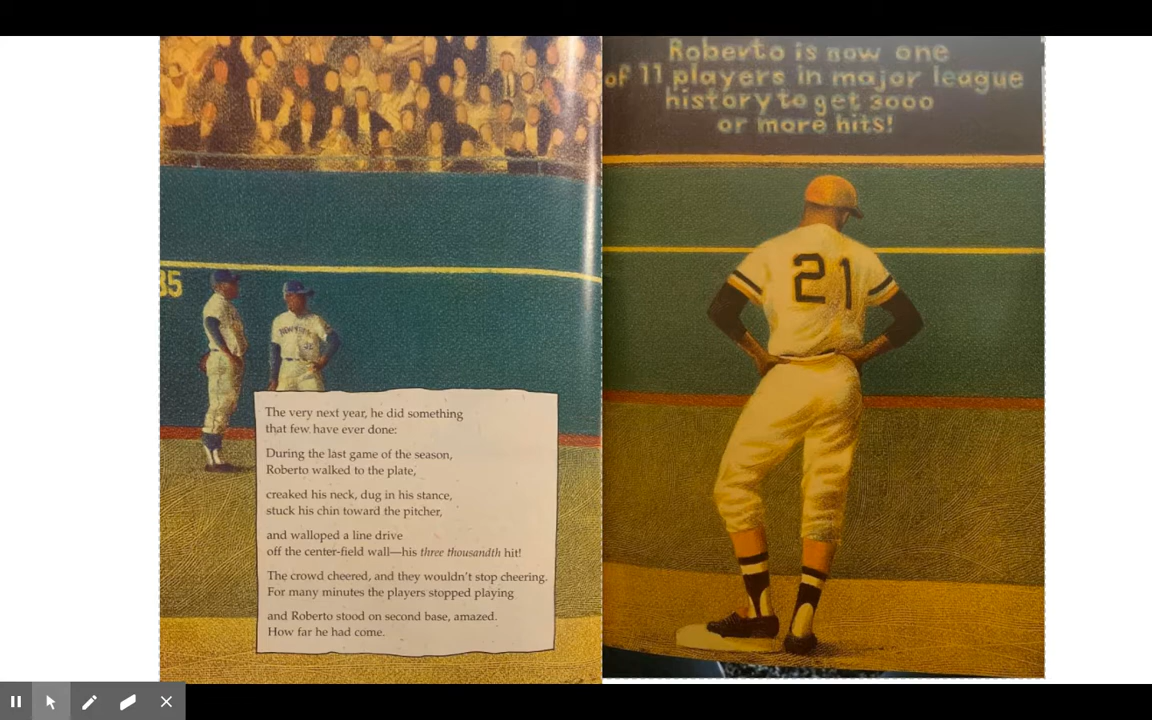 NEW YORK
The very next year, he did something
that few have ever done:
During the last game of the season,
Roberto walked to the plate,
creaked his neck, dug in his stance,
stuck his chin toward the pitcher,
and walloped a line drive
off the center-field wall—his three thousandth hit!
The crowd cheered, and they wouldn't stop cheering.
For many minutes the players stopped playing
and Roberto stood on second base, amazed.
How far he had come.
Roberto is now one
of 11 players in major league
history to get 3000
or more hits!
21